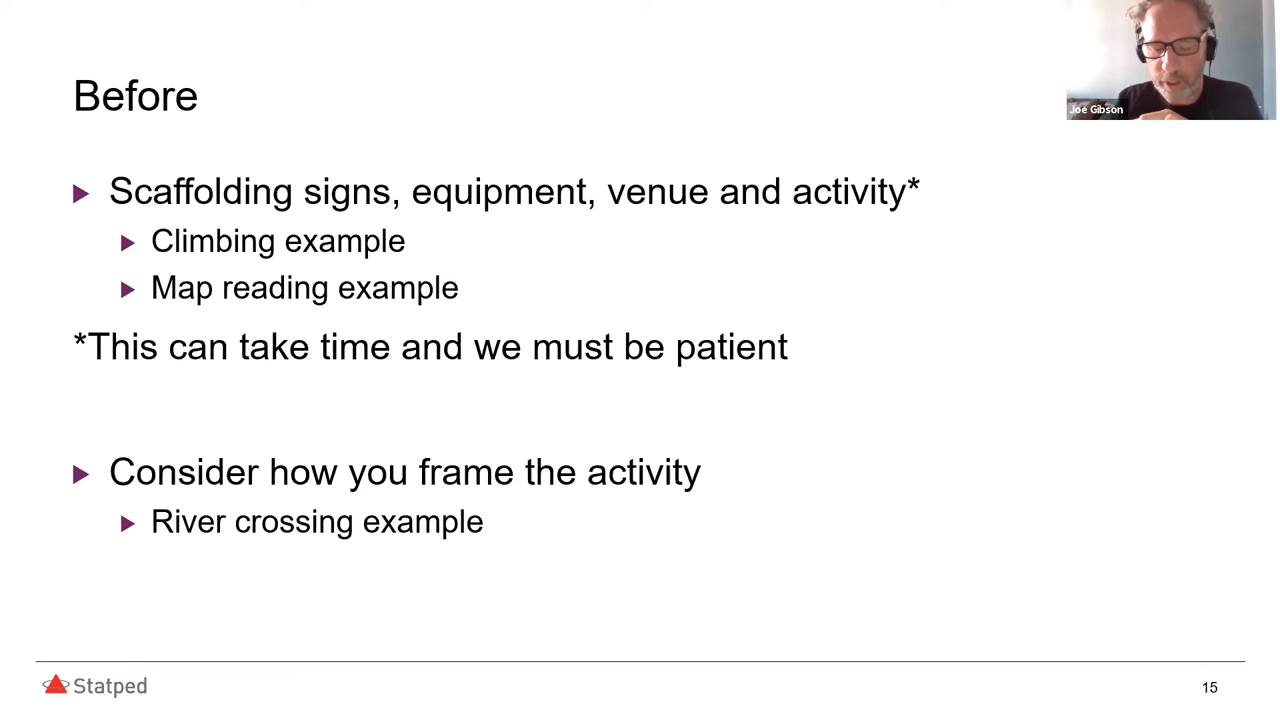 Before
Joe Gibson
Scaffolding signs, equipment, venue and activity*
Climbing example
Map reading example
*This can take time and we must be patient
Consider how you frame the activity
River crossing example
Statped
15